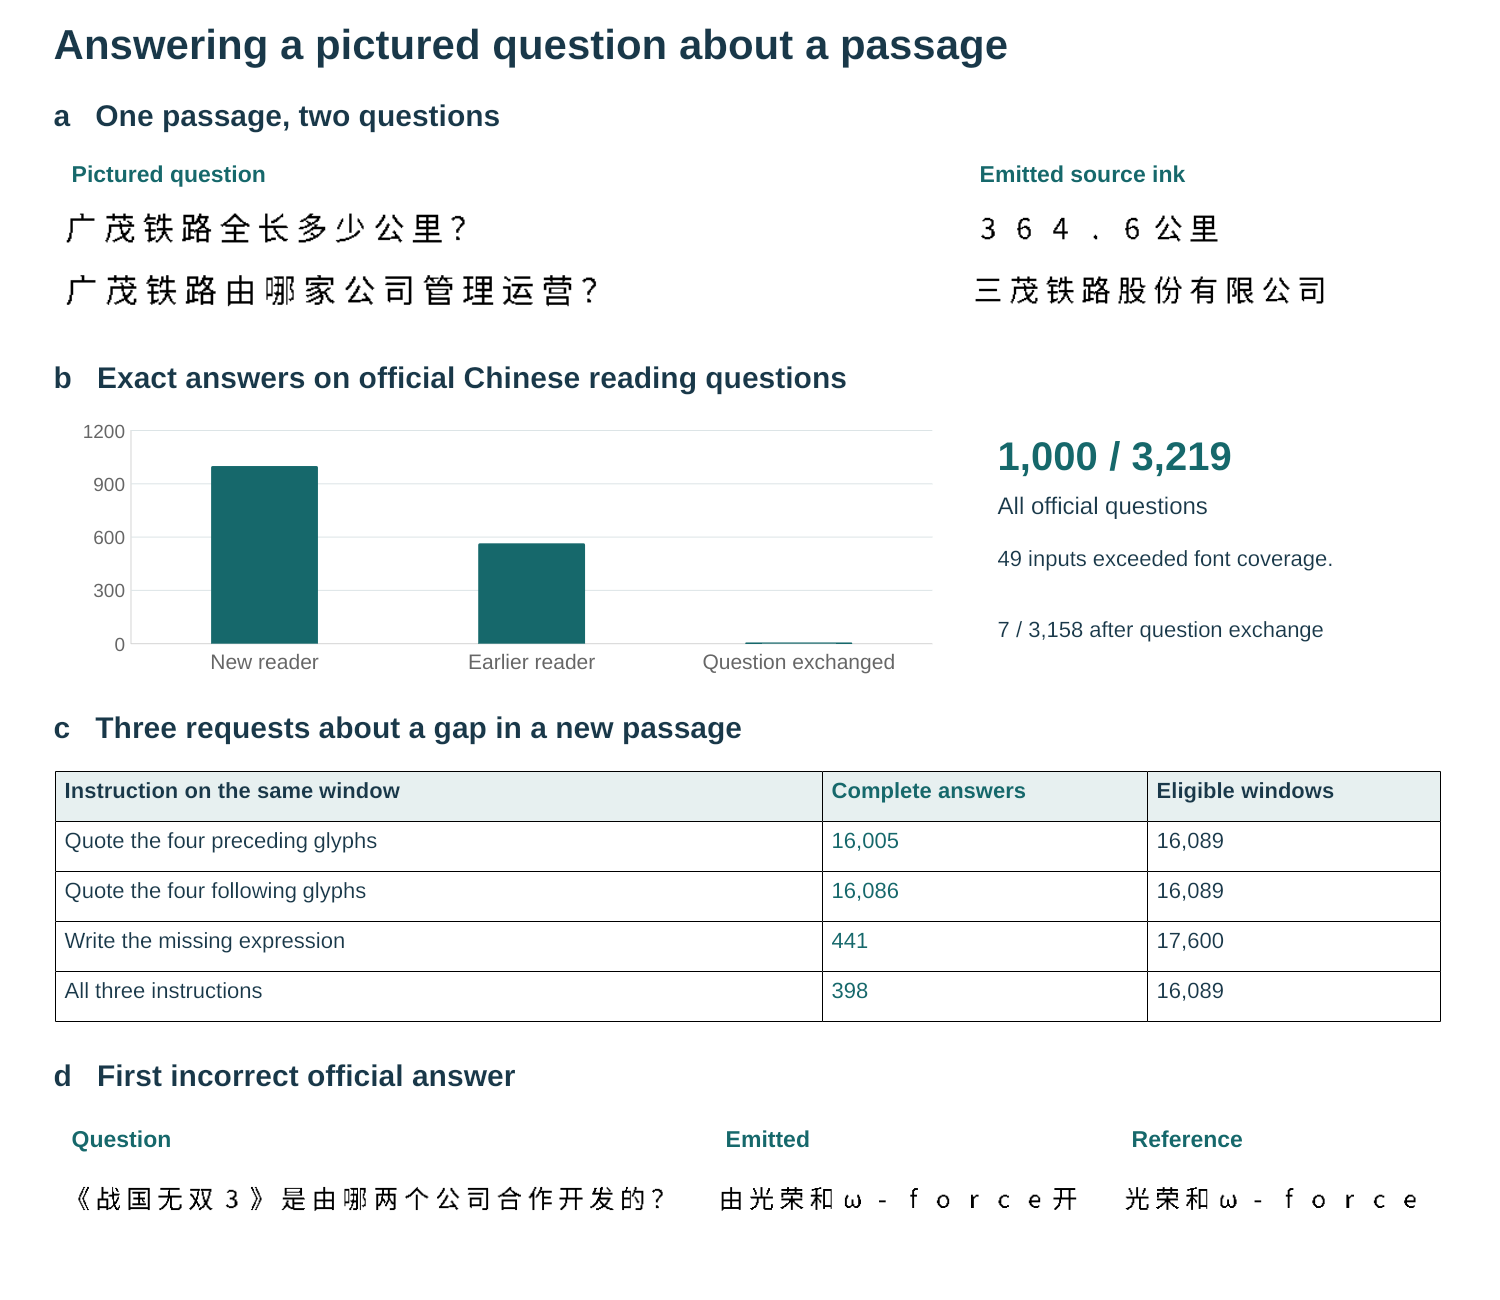 Answering a pictured question about a passage
a One passage, two questions
Pictured question Emitted source ink
广茂铁路全长多少公里? 364.6公里
广茂铁路由哪家公司管理运营? 三茂铁路股份有限公司
b Exact answers on official Chinese reading questions
1200
900
600
300
0
New reader Earlier reader Question exchanged
1,000 / 3,219
All official questions
49 inputs exceeded font coverage.
7 / 3,158 after question exchange
c Three requests about a gap in a new passage
Instruction on the same window Complete answers Eligible windows
Quote the four preceding glyphs 16,005 16,089
Quote the four following glyphs 16,086 16,089
Write the missing expression 441 17,600
All three instructions 398 16,089
d First incorrect official answer
Question Emitted Reference
《战国无双3》是由哪两个公司合作开发的? 由光荣和ω-force开 光荣和ω-force